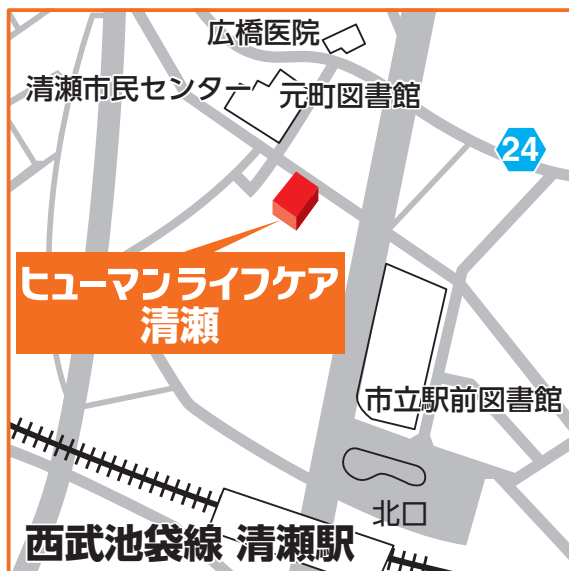 広橋医院
清瀬市民センター
元町図書館
24
ヒューマンライフケア
清瀬
市立駅前図書館
北口
西武池袋線 清瀬駅